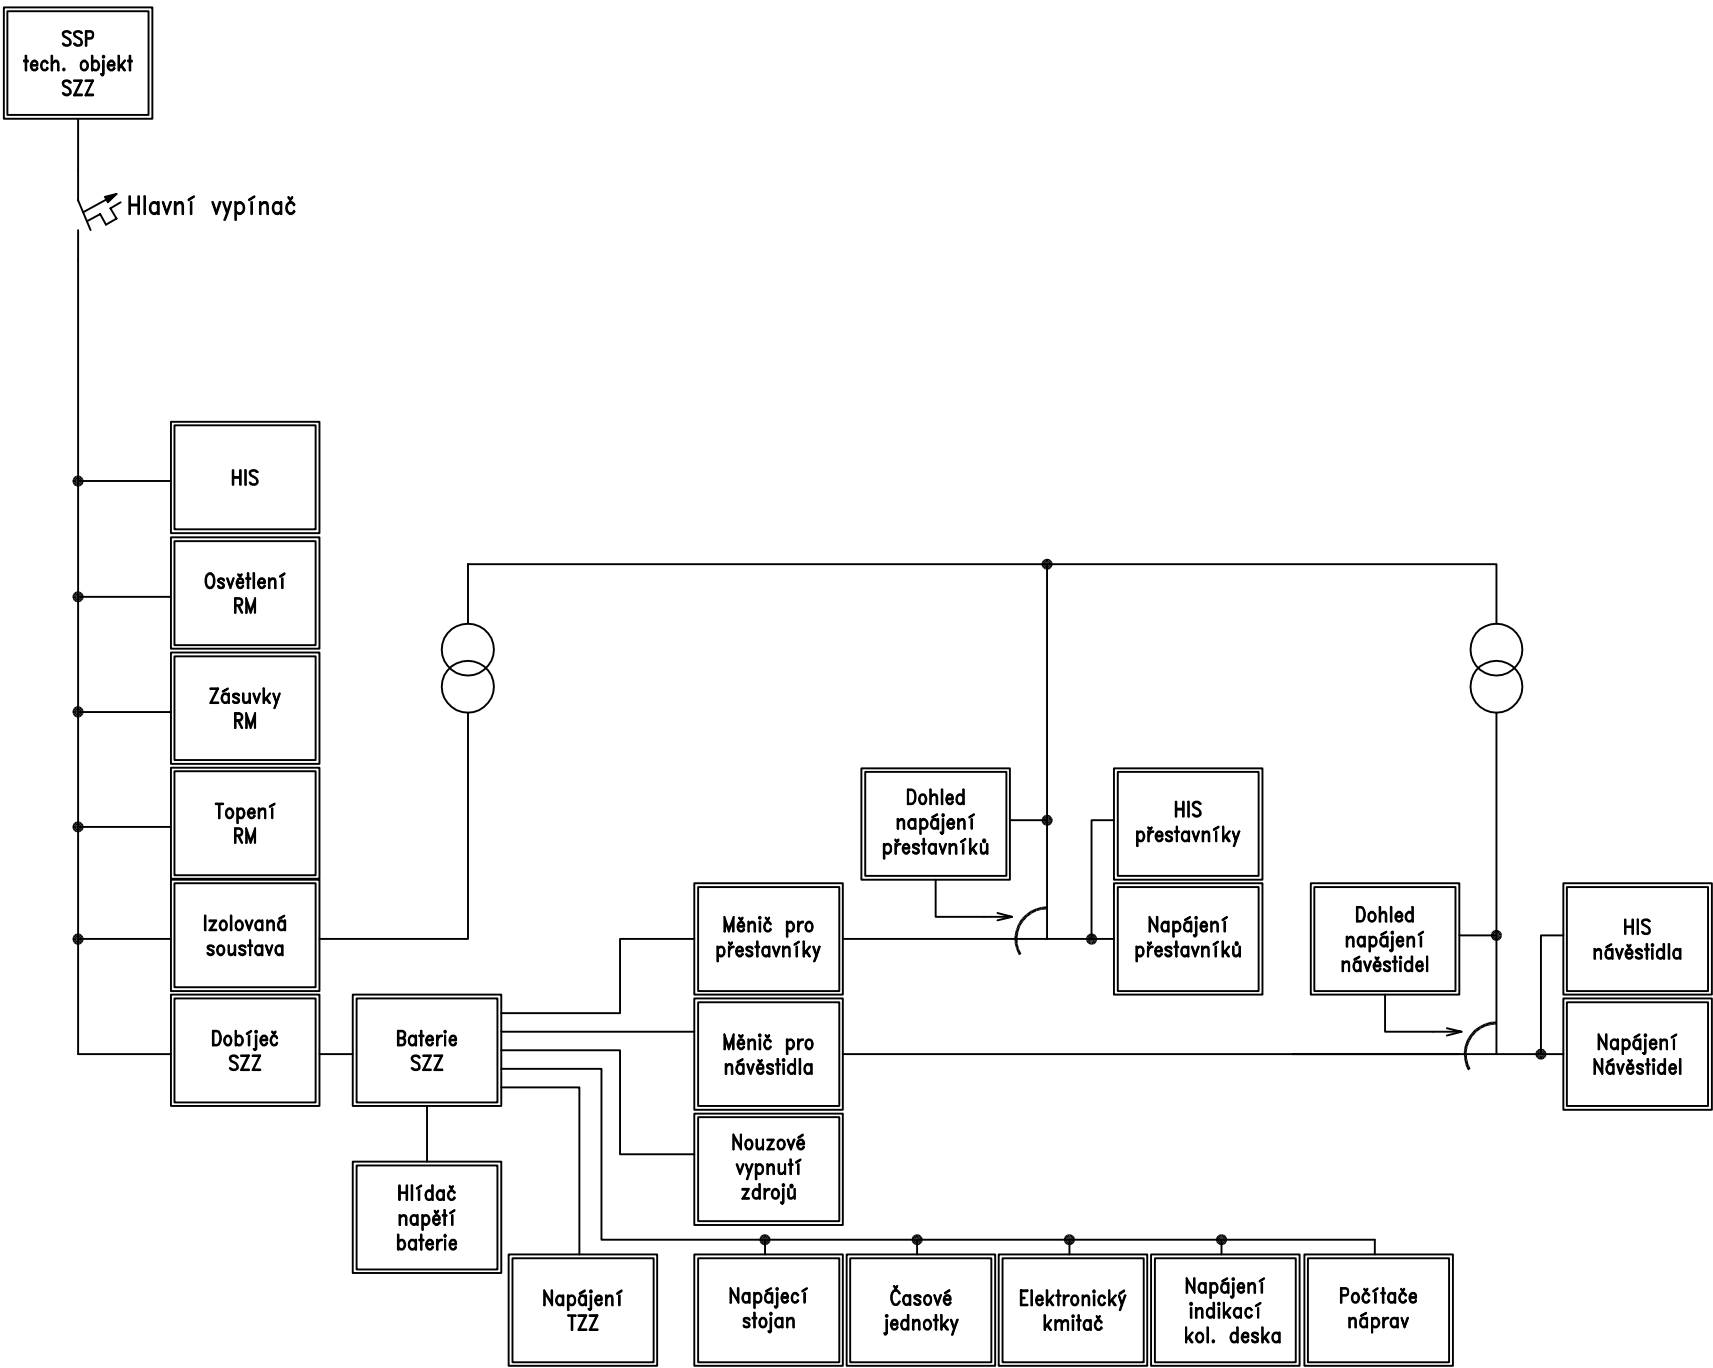 SSP
tech. objekt
SZZ
Hlavní vypínač
HIS
Osvětlení
RM
Zásuvky
RM
Topení
RM
Izolovaná
soustava
Dobíječ
SZZ
Baterie
SZZ
Hlídač
napětí
baterie
Měnič pro
přestavníky
Měnič pro
návěstidla
Nouzové
vypnutí
zdrojů
Dohled
napájení
přestavníků
HIS
přestavníky
Napájení
přestavníků
Dohled
napájení
návěstidel
HIS
návěstidla
Napájení
Návěstidel
Napájení
TZZ
Napájecí
stojan
Časové
jednotky
Elektronický
kmitač
Napájení
indikací
kol. deska
Počítače
náprav